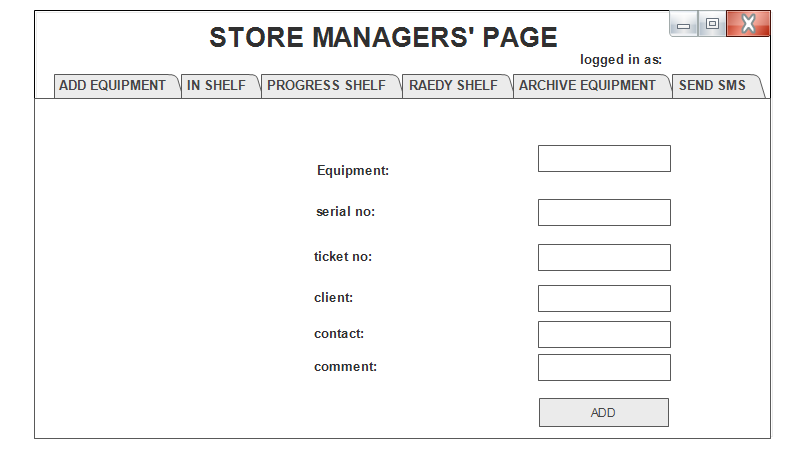 STORE MANAGERS' PAGE
logged in as:
ADD EQUIPMENT IN SHELF PROGRESS SHELF RAEDY SHELF ARCHIVE EQUIPMENT SEND SMS
Equipment:
serial no:
ticket no:
client:
contact:
comment:
ADD